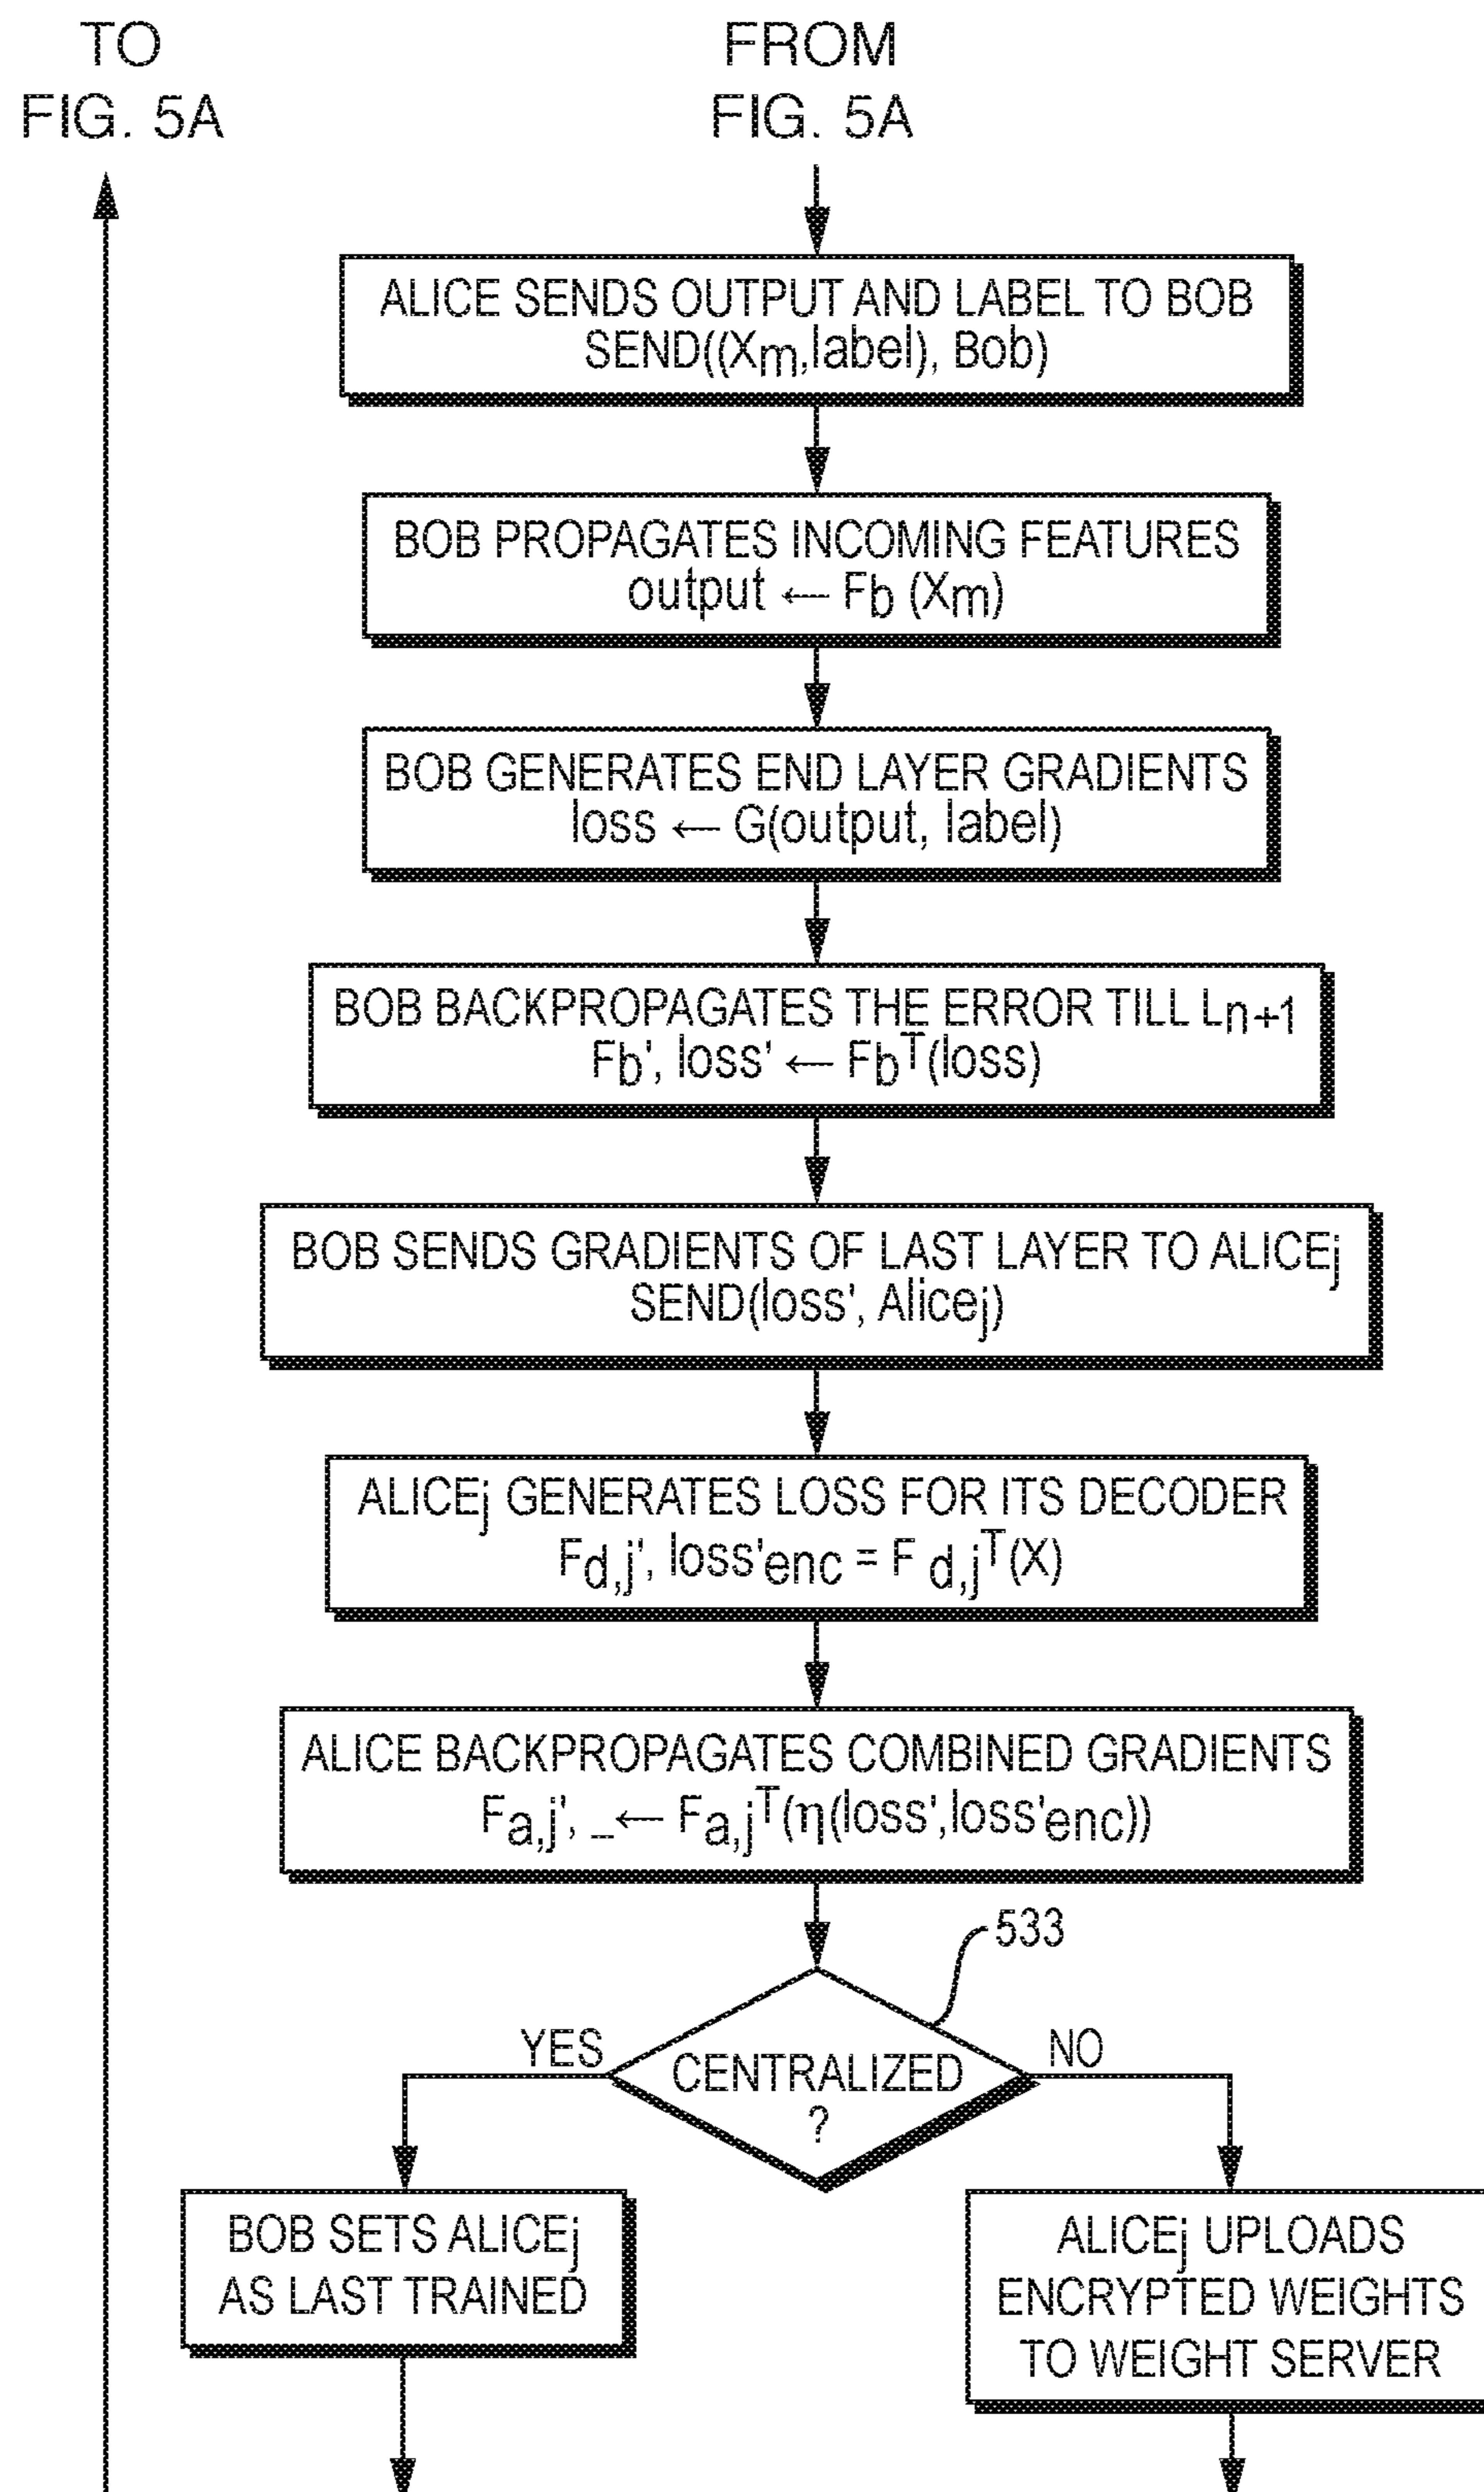 TO
FIG. 5A
FROM
FIG. 5A
ALICE SENDS OUTPUT AND LABEL TO BOB
SEND((Xm,label), Bob)
BOB PROPAGATES INCOMING FEATURES
output ← Fb (Xm)
BOB GENERATES END LAYER GRADIENTS
loss ← G(output, label)
BOB BACKPROPAGATES THE ERROR TILL Ln+1
Fb', loss' ← FbT(loss)
BOB SENDS GRADIENTS OF LAST LAYER TO ALICEj
SEND(loss', Alicej)
ALICEj GENERATES LOSS FOR ITS DECODER
Fd,j', loss'enc = F d,jT(X)
ALICE BACKPROPAGATES COMBINED GRADIENTS
Fa,j', _← Fa,jT(η(loss',loss'enc))
533
YES
CENTRALIZED
?
NO
BOB SETS ALICEj
AS LAST TRAINED
ALICEj UPLOADS
ENCRYPTED WEIGHTS
TO WEIGHT SERVER